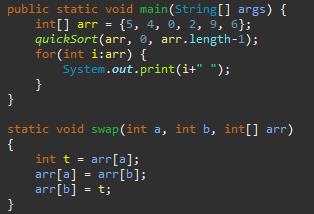 public static void main(String[] args) {
    int[] arr = {5, 4, 0, 2, 9, 6};
    quickSort(arr, 0, arr.length-1);
    for(int i:arr) {
        System.out.print(i+" ");
    }
}

static void swap(int a, int b, int[] arr)
{
    int t = arr[a];
    arr[a] = arr[b];
    arr[b] = t;
}